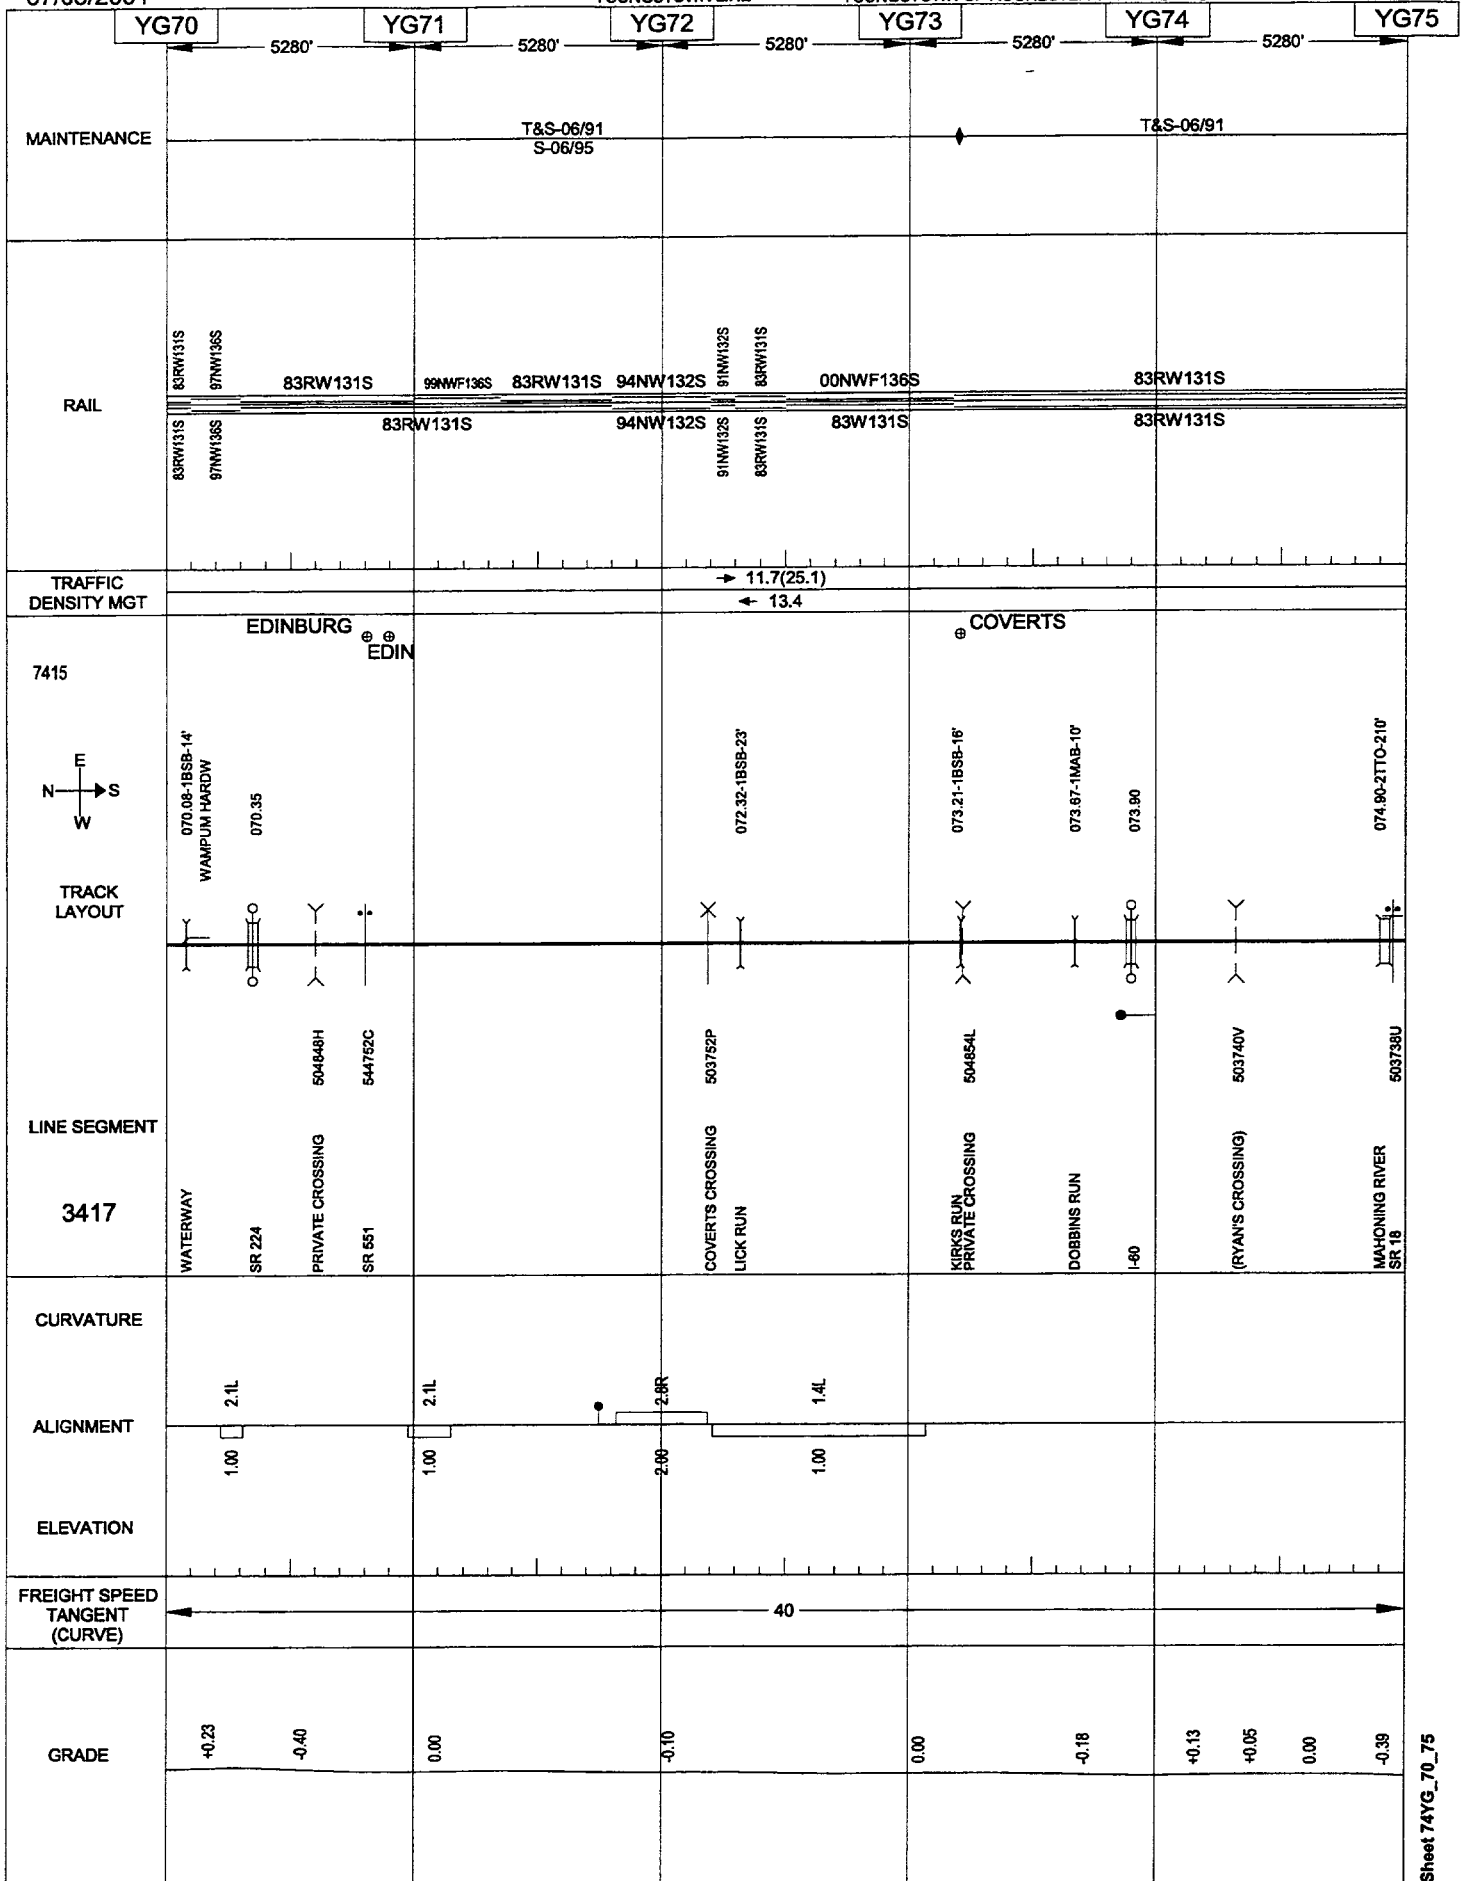 YG70
YG71
YG72
YG73
YG74
YG75
5280'
5280'
5280'
5280'
5280'
MAINTENANCE
T&S-06/91
S-06/95
T&S-06/91
RAIL
83RW131S
97NW136S
83RW131S
99NWF136S
83RW131S
94NW132S
91NW132S
83RW131S
00NWF136S
83RW131S
83RW131S
97NW136S
83RW131S
94NW132S
91NW132S
83RW131S
83W131S
83RW131S
TRAFFIC
DENSITY MGT
11.7(25.1)
13.4
EDINBURG
EDIN
COVERTS
7415
E
N
S
W
070.08-1BSB-14'
WAMPUM HARDW
070.35
072.32-1BSB-23'
073.21-1BSB-16'
073.67-1MAB-10'
073.90
074.90-2TTO-210'
TRACK
LAYOUT
504848H
544752C
503752P
504854L
503740V
503738U
LINE SEGMENT
3417
WATERWAY
SR 224
PRIVATE CROSSING
SR 551
COVERTS CROSSING
LICK RUN
KIRKS RUN
PRIVATE CROSSING
DOBBINS RUN
I-60
(RYAN'S CROSSING)
MAHONING RIVER
SR 18
CURVATURE
2.1L
2.1L
2.8R
1.4L
ALIGNMENT
1.00
1.00
2.00
1.00
ELEVATION
FREIGHT SPEED
TANGENT
(CURVE)
40
GRADE
+0.23
-0.40
0.00
-0.10
0.00
-0.18
+0.13
+0.05
0.00
-0.39
Sheet 74YG_70_75